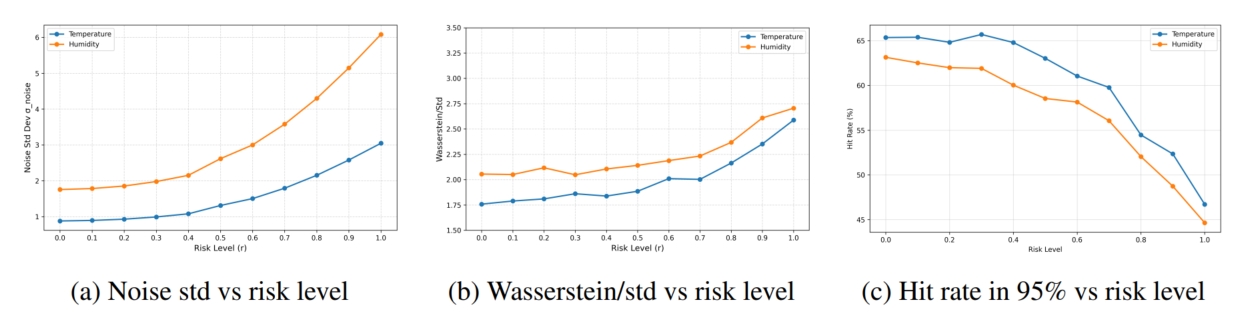 Temperature
Humidity
Noise Std Dev σ_noise
6
5
4
3
2
1
0.0 0.1 0.2 0.3 0.4 0.5 0.6 0.7 0.8 0.9 1.0
Risk Level (r)
(a) Noise std vs risk level
Temperature
Humidity
Wasserstein/Std
3.50
3.25
3.00
2.75
2.50
2.25
2.00
1.75
1.50
0.0 0.1 0.2 0.3 0.4 0.5 0.6 0.7 0.8 0.9 1.0
Risk Level (r)
(b) Wasserstein/std vs risk level
Temperature
Humidity
Hit Rate (%)
65
60
55
50
45
0.0 0.2 0.4 0.6 0.8 1.0
Risk Level
(c) Hit rate in 95% vs risk level